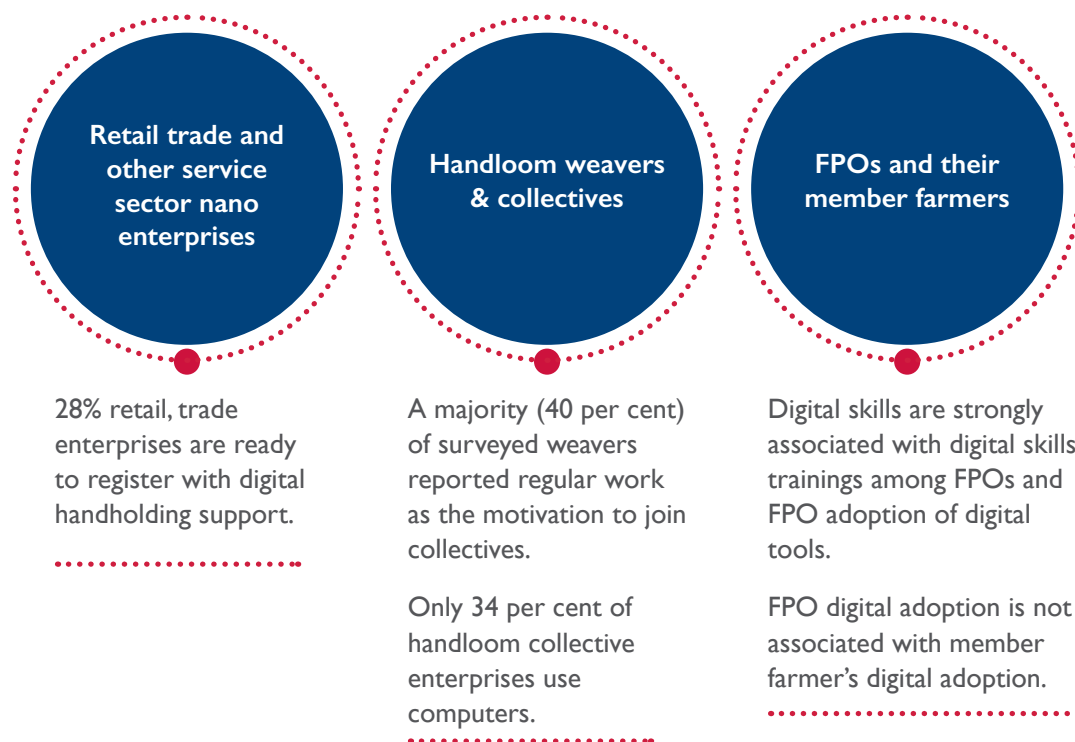 Retail trade and
other service
sector nano
enterprises
28% retail, trade
enterprises are ready
to register with digital
handholding support.
Handloom weavers
& collectives
A majority (40 per cent)
of surveyed weavers
reported regular work
as the motivation to join
collectives.
Only 34 per cent of
handloom collective
enterprises use
computers.
FPOs and their
member farmers
Digital skills are strongly
associated with digital skills
trainings among FPOs and
FPO adoption of digital
tools.
FPO digital adoption is not
associated with member
farmer’s digital adoption.